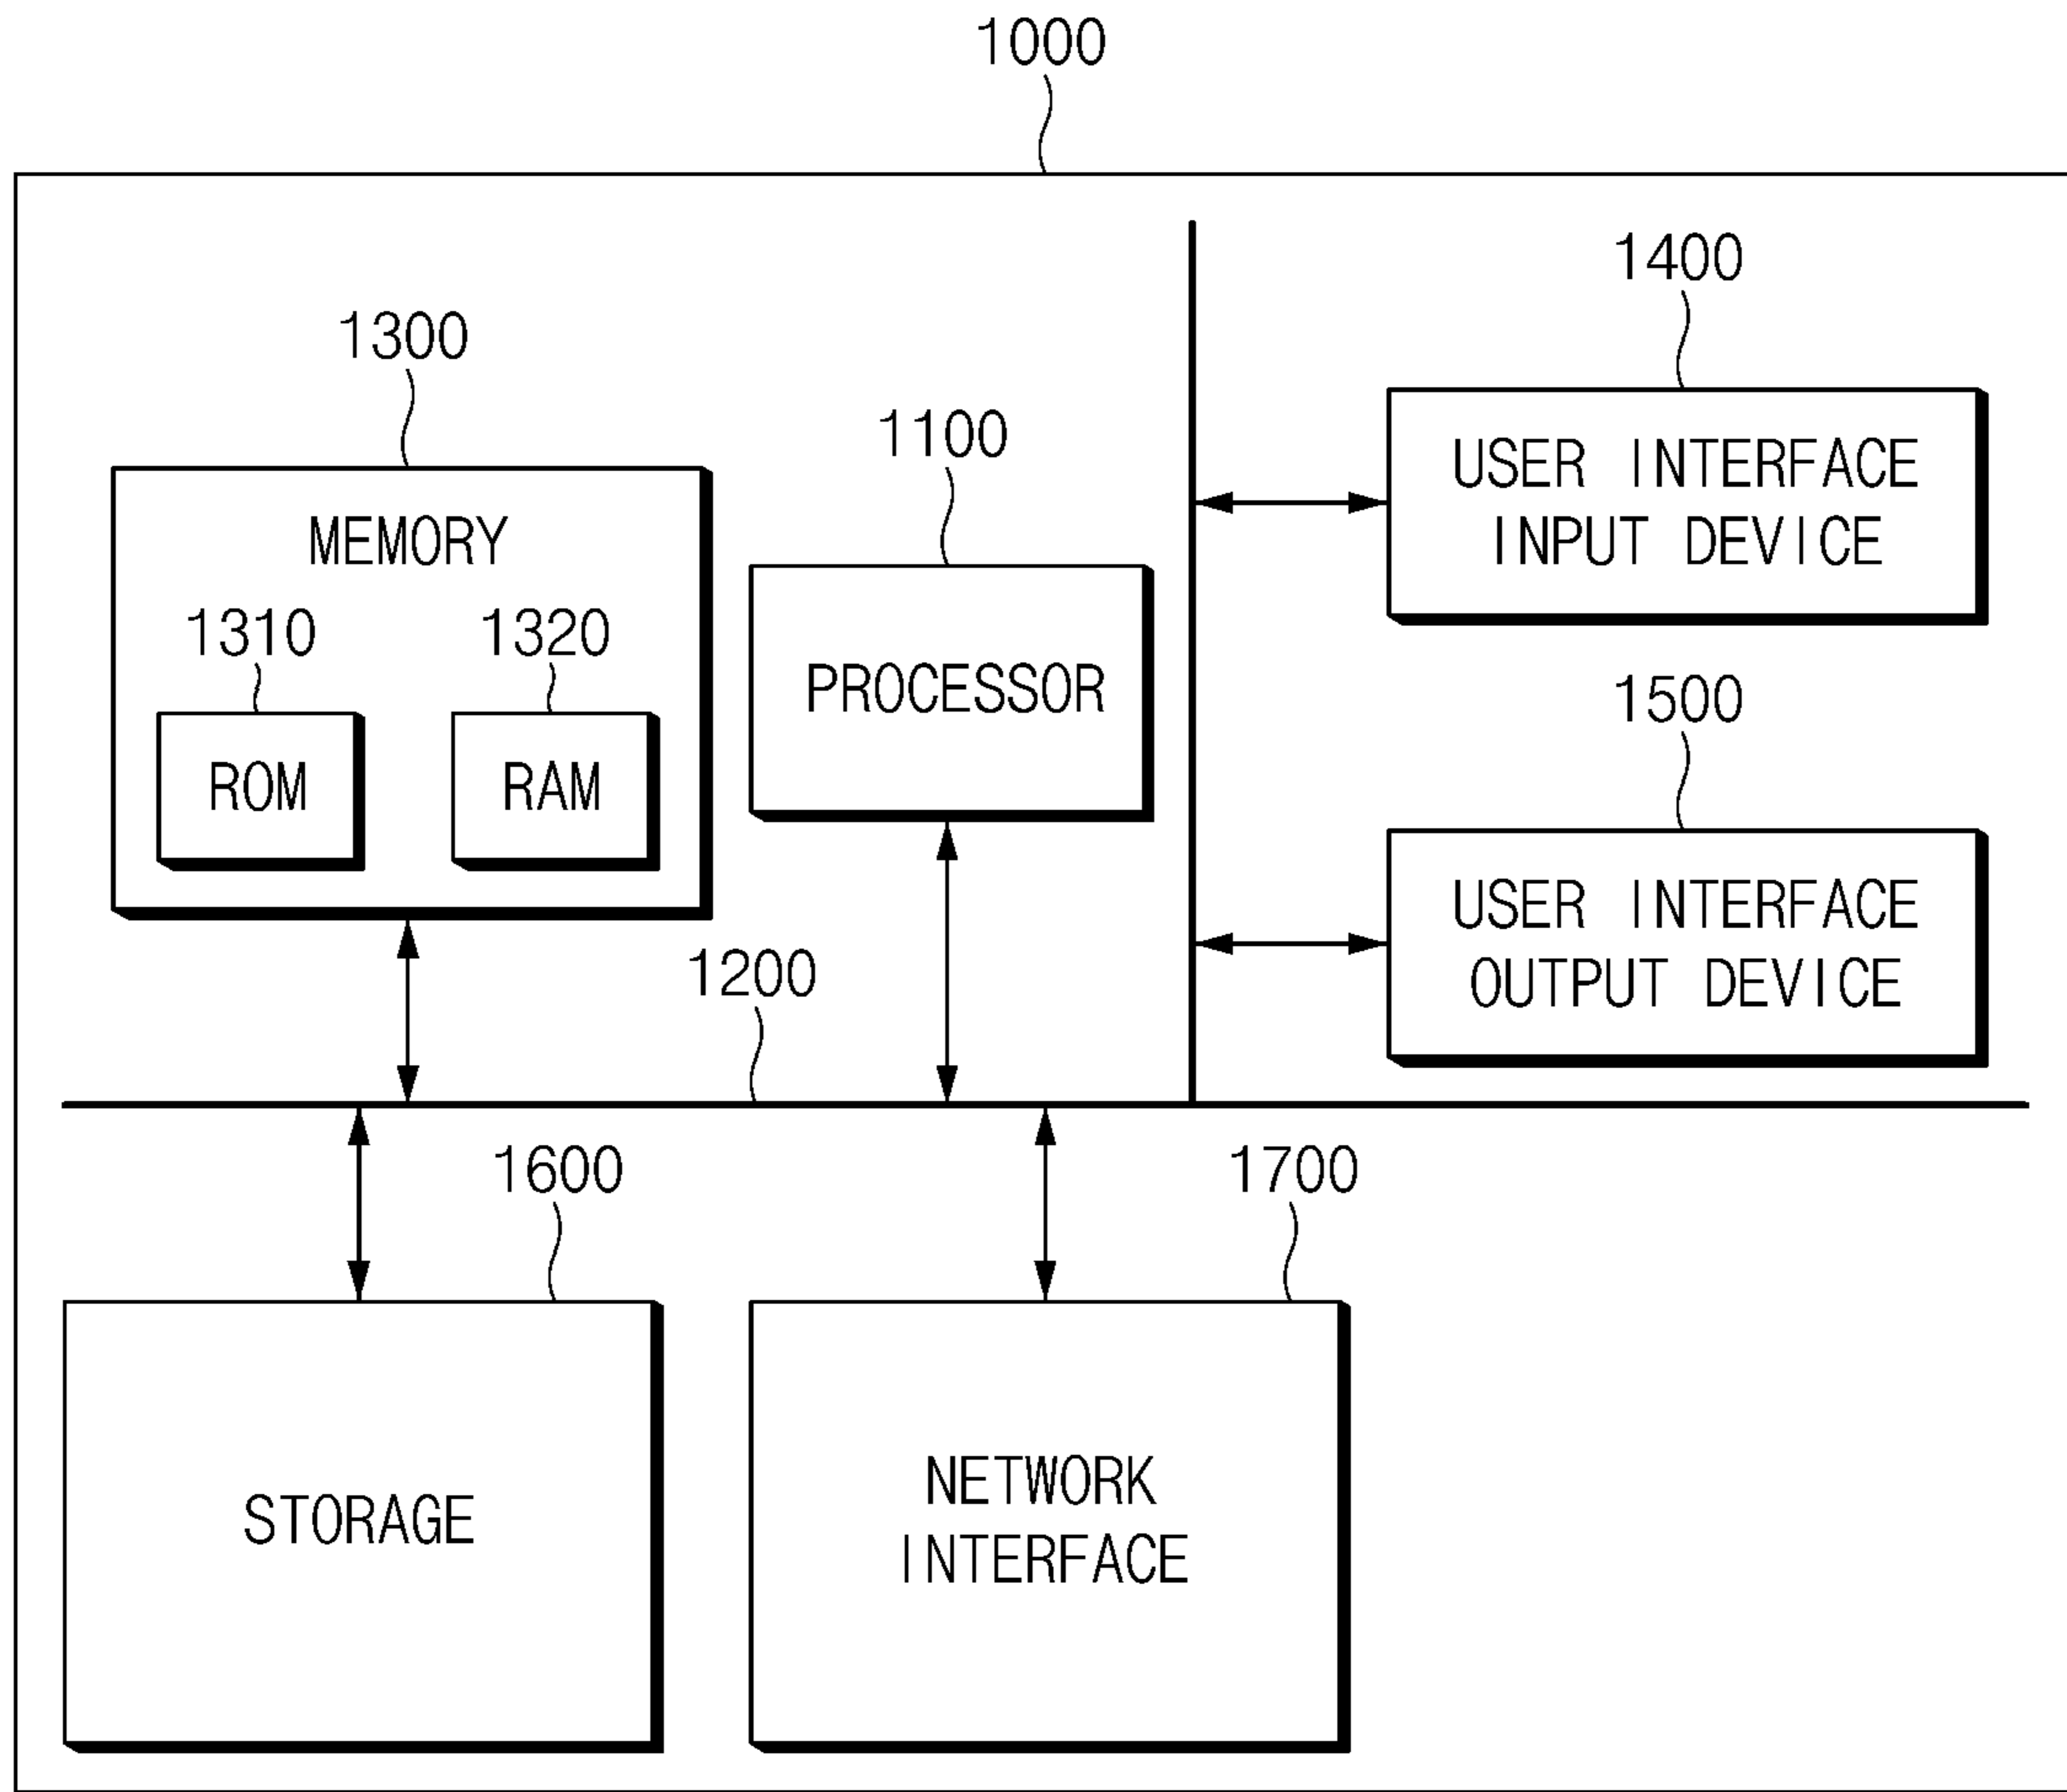 1000
1400
1300
1100
USER INTERFACE
INPUT DEVICE
MEMORY
1310
1320
PROCESSOR
1500
ROM
RAM
USER INTERFACE
OUTPUT DEVICE
1200
1600
1700
STORAGE
NETWORK
INTERFACE